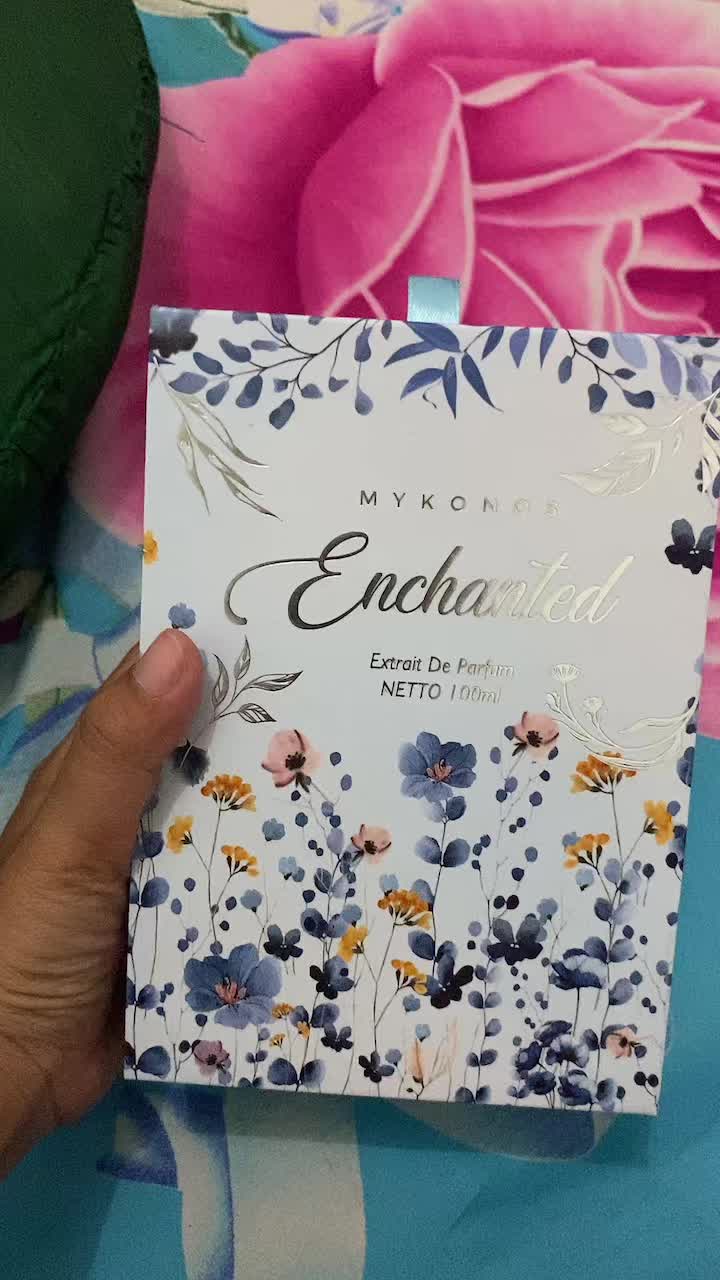 MYKONOS
Enchanted
Extrait De Parfum
NETTO 100ml